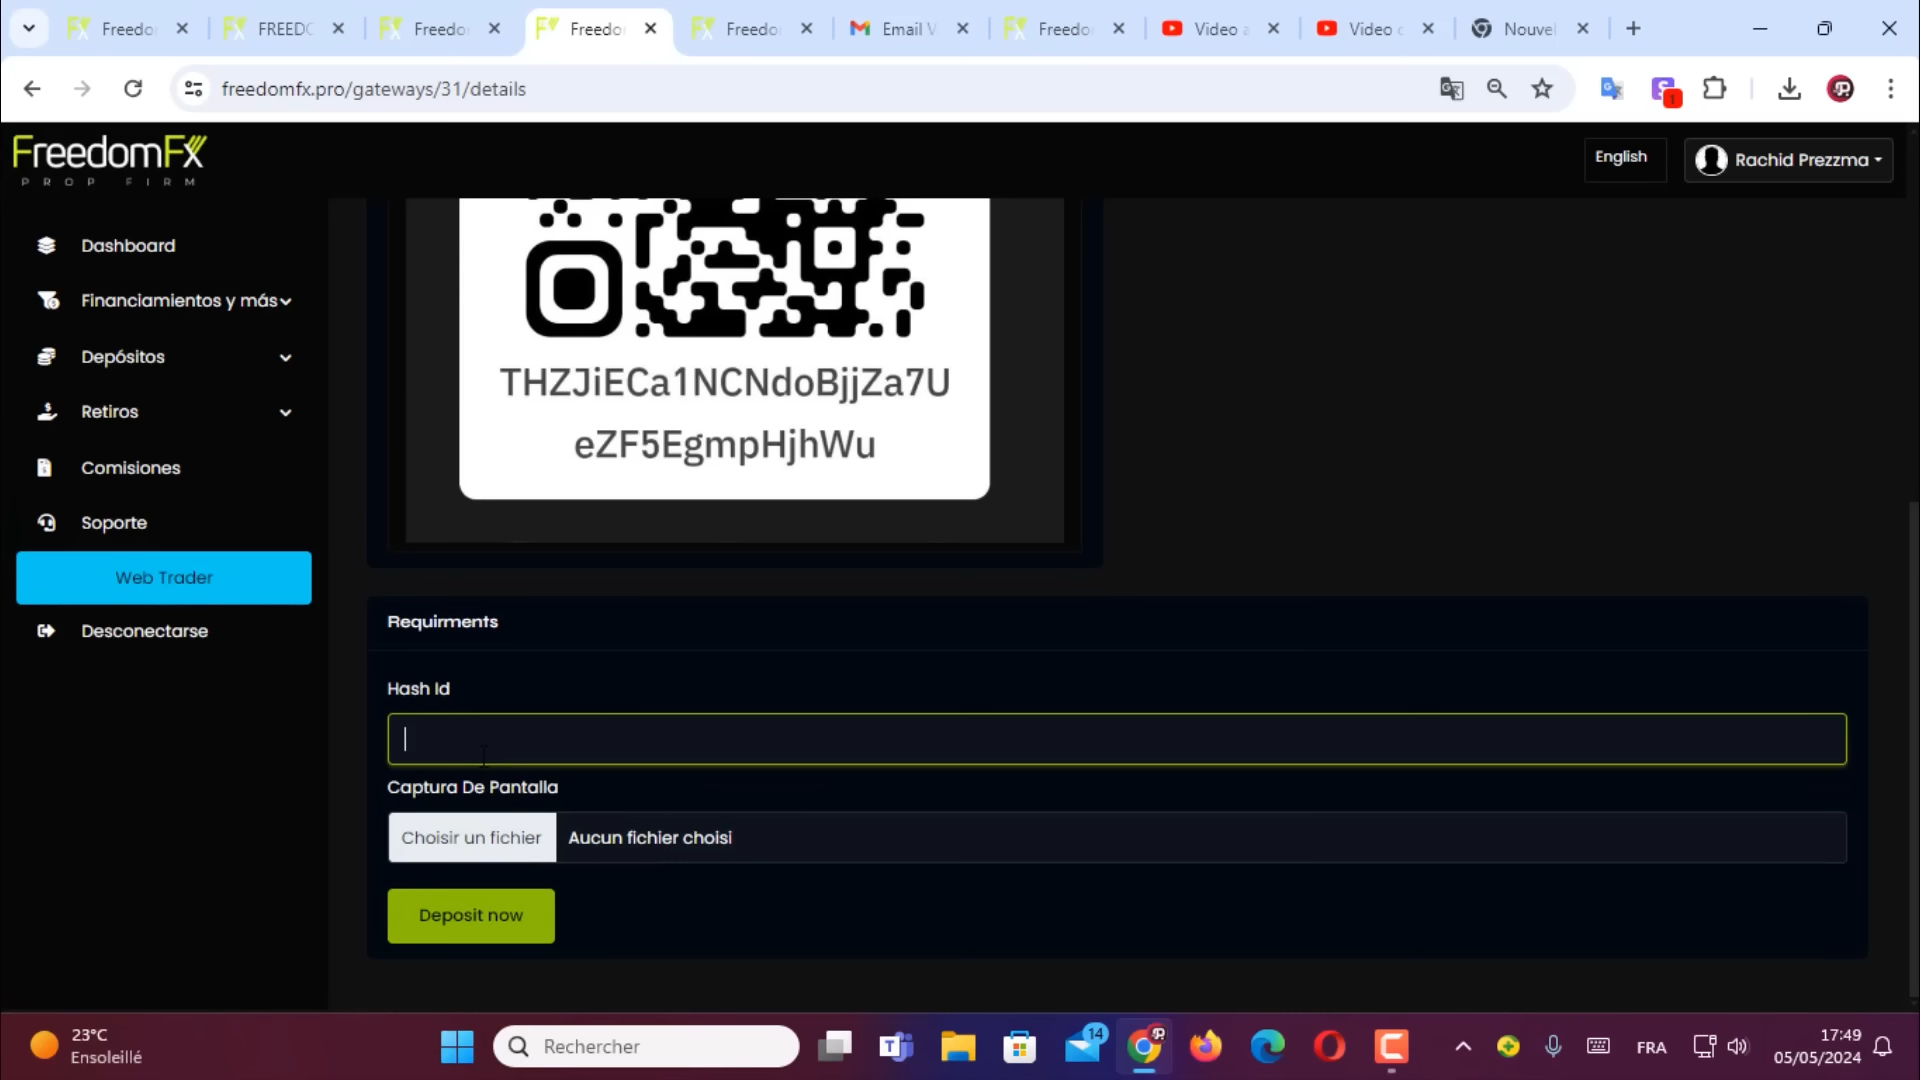 Freedo
FREEDO
Freedo
Freedo
Freedo
Email V
Freedo
Video a
Video o
Nouvel
freedomfx.pro/gateways/31/details
1
FreedomFX
PROP FIRM
English
Rachid Prezzma
Dashboard
Financiamientos y más
Depósitos
Retiros
Comisiones
Soporte
Web Trader
Desconectarse
THZJiECa1NCNdoBjjZa7U
eZF5EgmpHjhWu
Requirments
Hash Id
Captura De Pantalla
Choisir un fichier Aucun fichier choisi
Deposit now
23°C
Ensoleillé
Rechercher
14
FRA
17:49
05/05/2024